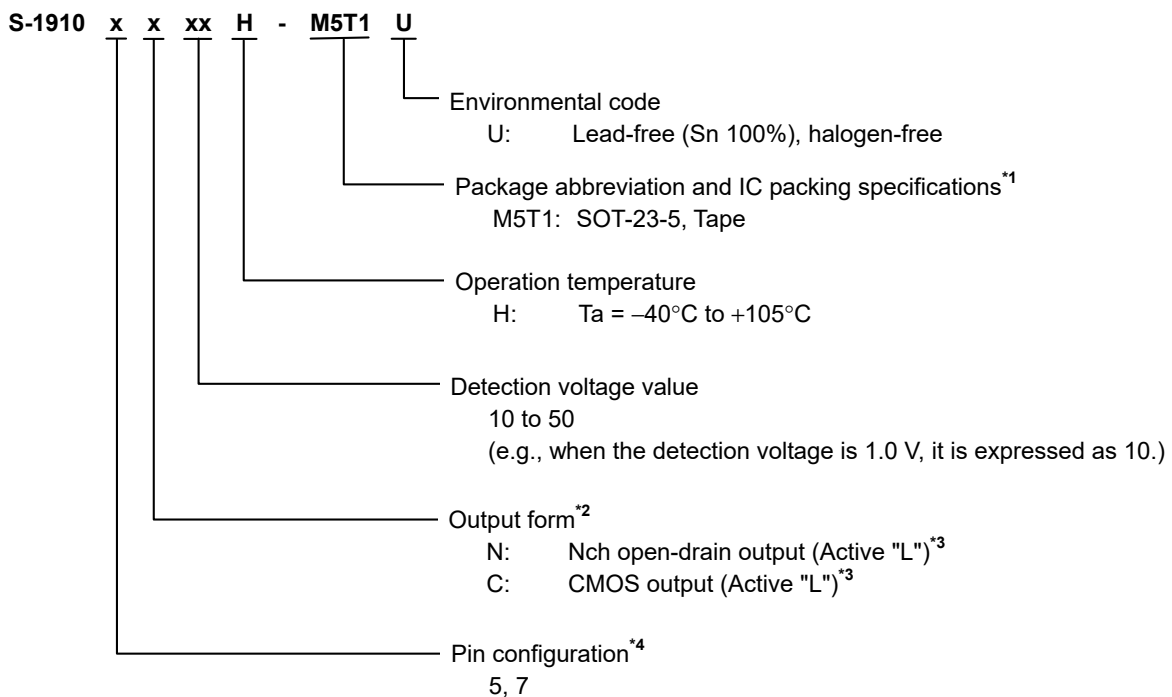 S-1910 x x xx H - M5T1 U
Environmental code
U: Lead-free (Sn 100%), halogen-free
Package abbreviation and IC packing specifications*1
M5T1: SOT-23-5, Tape
Operation temperature
H: Ta = −40°C to +105°C
Detection voltage value
10 to 50
(e.g., when the detection voltage is 1.0 V, it is expressed as 10.)
Output form*2
N: Nch open-drain output (Active "L")*3
C: CMOS output (Active "L")*3
Pin configuration*4
5, 7